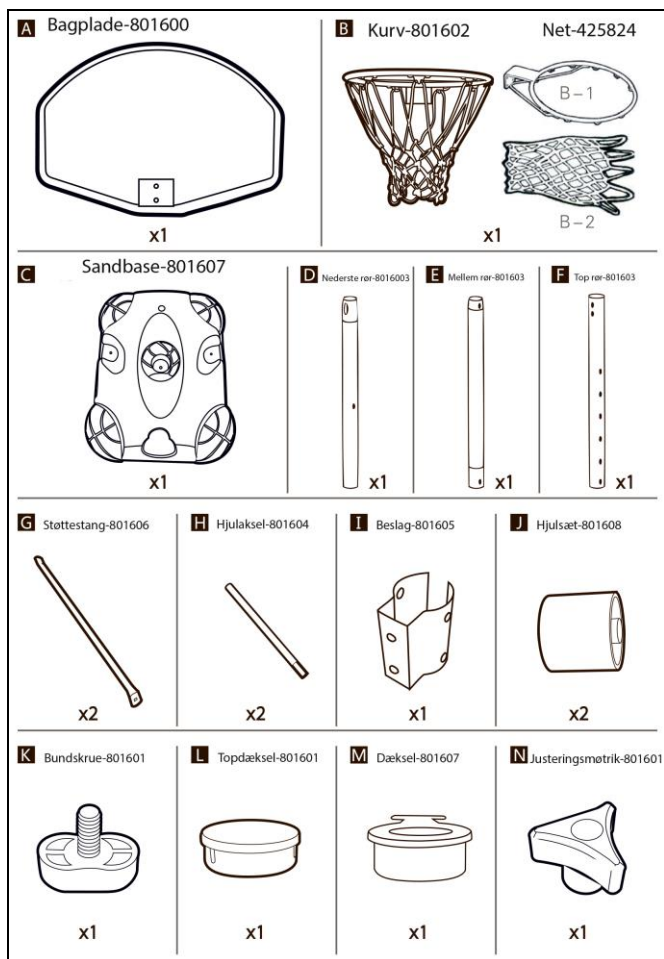 A Bagplade-801600
x1
B Kurv-801602 Net-425824
B-1
B-2
x1
C Sandbase-801607
x1
D Nederste rør-8016003
x1
E Mellem rør-801603
x1
F Top rør-801603
x1
G Støttestang-801606
x2
H Hjulaksel-801604
x2
I Beslag-801605
x1
J Hjulsæt-801608
x2
K Bundskrue-801601
x1
L Topdæksel-801601
x1
M Dæksel-801607
x1
N Justeringsmøtrik-801601
x1